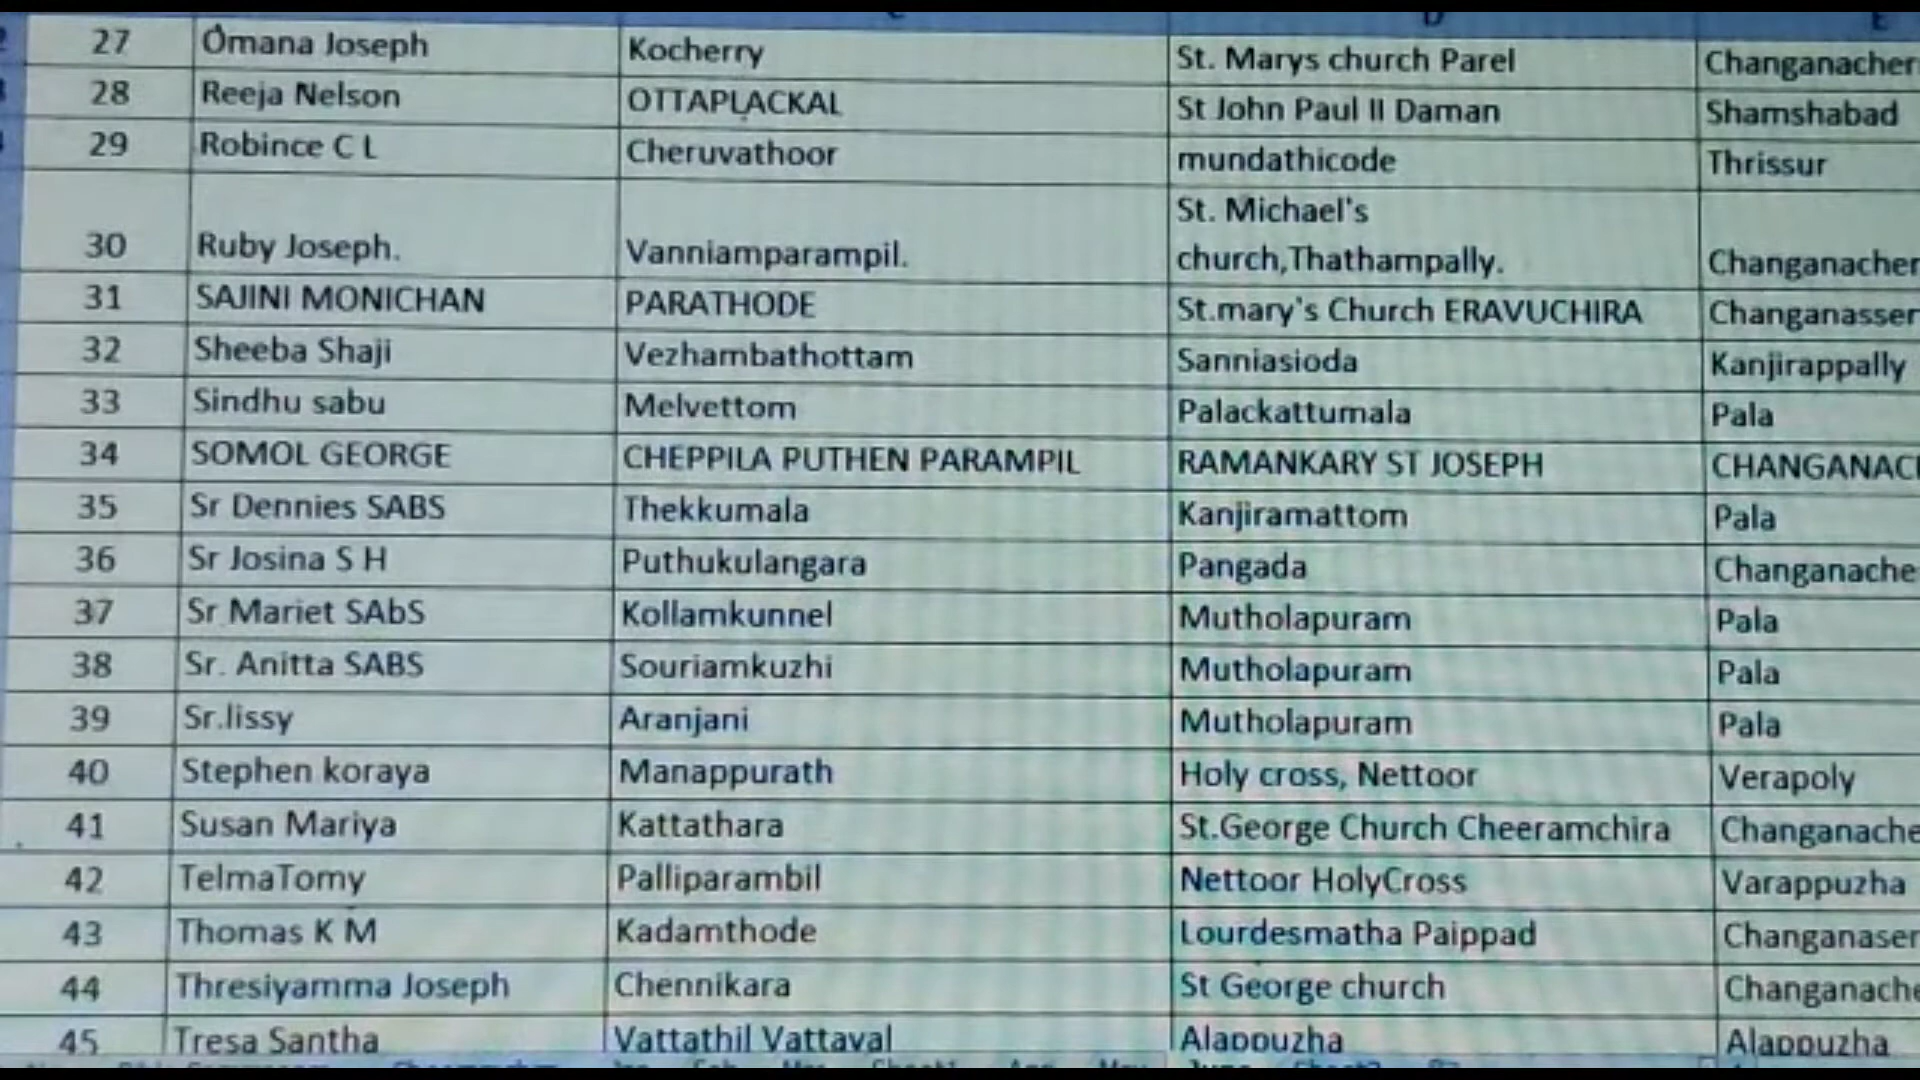 C D E
27 Omana Joseph Kocherry St. Marys church Parel Changanacher
28 Reeja Nelson OTTAPLACKAL St John Paul II Daman Shamshabad
29 Robince C L Cheruvathoor mundathicode Thrissur
St. Michael's
30 Ruby Joseph. Vanniamparampil. church,Thathampally. Changanacher
31 SAJINI MONICHAN PARATHODE St.mary's Church ERAVUCHIRA Changanasser
32 Sheeba Shaji Vezhambathottam Sanniasioda Kanjirappally
33 Sindhu sabu Melvettom Palackattumala Pala
34 SOMOL GEORGE CHEPPILA PUTHEN PARAMPIL RAMANKARY ST JOSEPH CHANGANACH
35 Sr Dennies SABS Thekkumala Kanjiramattom Pala
36 Sr Josina S H Puthukulangara Pangada Changanache
37 Sr Mariet SAbS Kollamkunnel Mutholapuram Pala
38 Sr. Anitta SABS Souriamkuzhi Mutholapuram Pala
39 Sr.lissy Aranjani Mutholapuram Pala
40 Stephen koraya Manappurath Holy cross, Nettoor Verapoly
41 Susan Mariya Kattathara St.George Church Cheeramchira Changanache
42 TelmaTomy Palliparambil Nettoor HolyCross Varappuzha
43 Thomas K M Kadamthode Lourdesmatha Paippad Changanaser
44 Thresiyamma Joseph Chennikara St George church Changanache
45 Tresa Santha Vattathil Vattaval Alappuzha Alappuzha